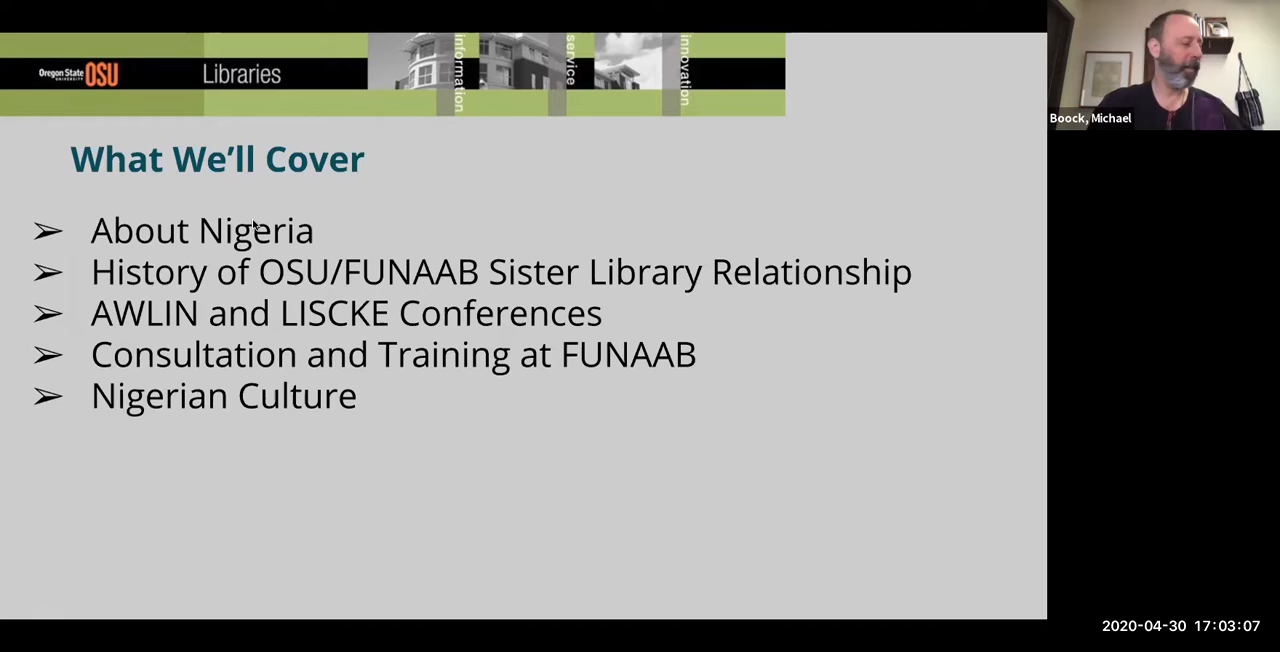 Oregon State
UNIVERSITY
OSU
Libraries
information
service
innovation
Boock, Michael
What We’ll Cover
➢ About Nigeria
➢ History of OSU/FUNAAB Sister Library Relationship
➢ AWLIN and LISCKE Conferences
➢ Consultation and Training at FUNAAB
➢ Nigerian Culture
2020-04-30 17:03:07